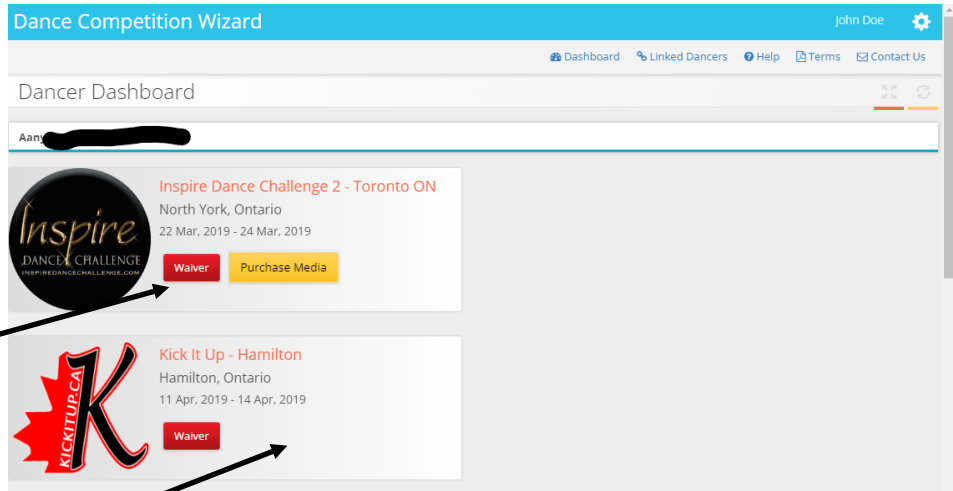 Dance Competition Wizard
John Doe
Dashboard Linked Dancers Help Terms Contact Us
Dancer Dashboard
Aany
Inspire
DANCE CHALLENGE
INSPIREDANCECHALLENGE.COM
Inspire Dance Challenge 2 - Toronto ON
North York, Ontario
22 Mar, 2019 - 24 Mar, 2019
Waiver Purchase Media
KICKITUP.CA
K
Kick It Up - Hamilton
Hamilton, Ontario
11 Apr, 2019 - 14 Apr, 2019
Waiver